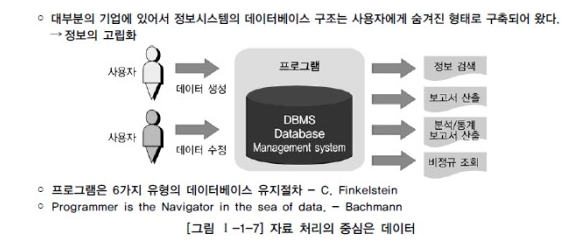 ○ 대부분의 기업에 있어서 정보시스템의 데이터베이스 구조는 사용자에게 숨겨진 형태로 구축되어 왔다.
→ 정보의 고립화
사용자
데이터 생성
사용자
데이터 수정
프로그램
DBMS
Database
Management system
정보 검색
보고서 산출
분석/통계
보고서 산출
비정규 조회
○ 프로그램은 6가지 유형의 데이터베이스 유지절차 - C. Finkelstein
○ Programmer is the Navigator in the sea of data. - Bachmann
[그림 Ⅰ-1-7] 자료 처리의 중심은 데이터